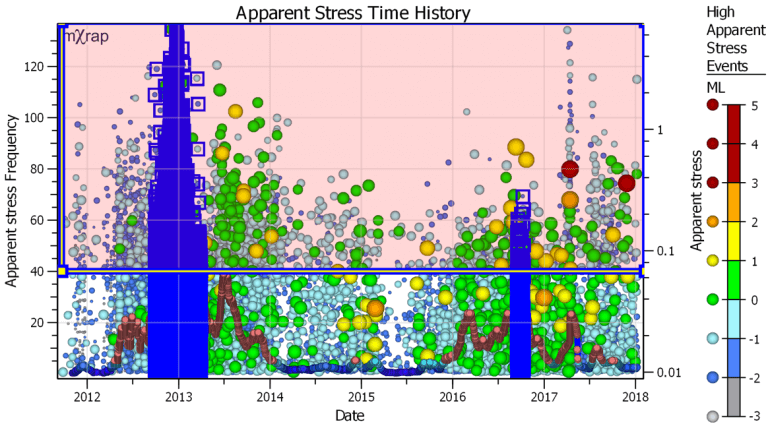 Apparent Stress Time History
mχrap
Apparent stress Frequency
120
100
80
60
40
20
1
0.1
0.01
Apparent stress
2012
2013
2014
2015
2016
2017
2018
Date
High
Apparent
Stress
Events
ML
5
4
3
2
1
0
-1
-2
-3